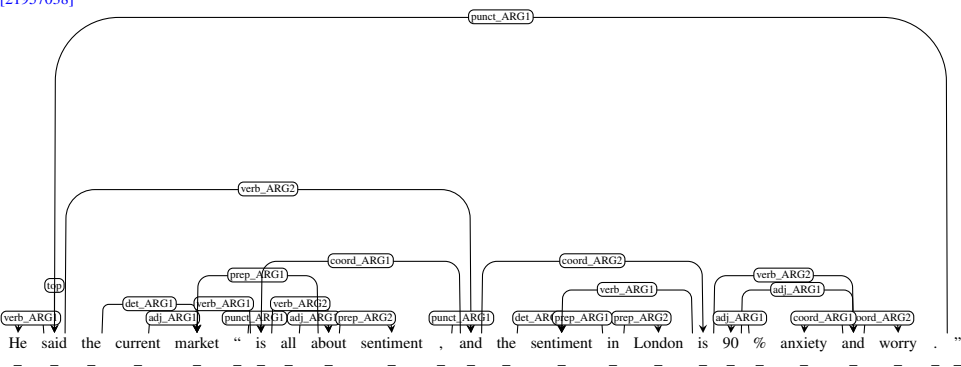 [21957038]
punct_ARG1
verb_ARG2
coord_ARG1 coord_ARG2
prep_ARG1 verb_ARG2
top verb_ARG1 adj_ARG1
det_ARG1 verb_ARG1 verb_ARG2
verb_ARG1 adj_ARG1 punct_ARG1 adj_ARG1 prep_ARG2 punct_ARG1 det_AR prep_ARG1 prep_ARG2 adj_ARG1 coord_ARG1 oord_ARG2
He said the current market “ is all about sentiment , and the sentiment in London is 90 % anxiety and worry . ”
_ _ _ _ _ _ _ _ _ _ _ _ _ _ _ _ _ _ _ _ _ _ _ _